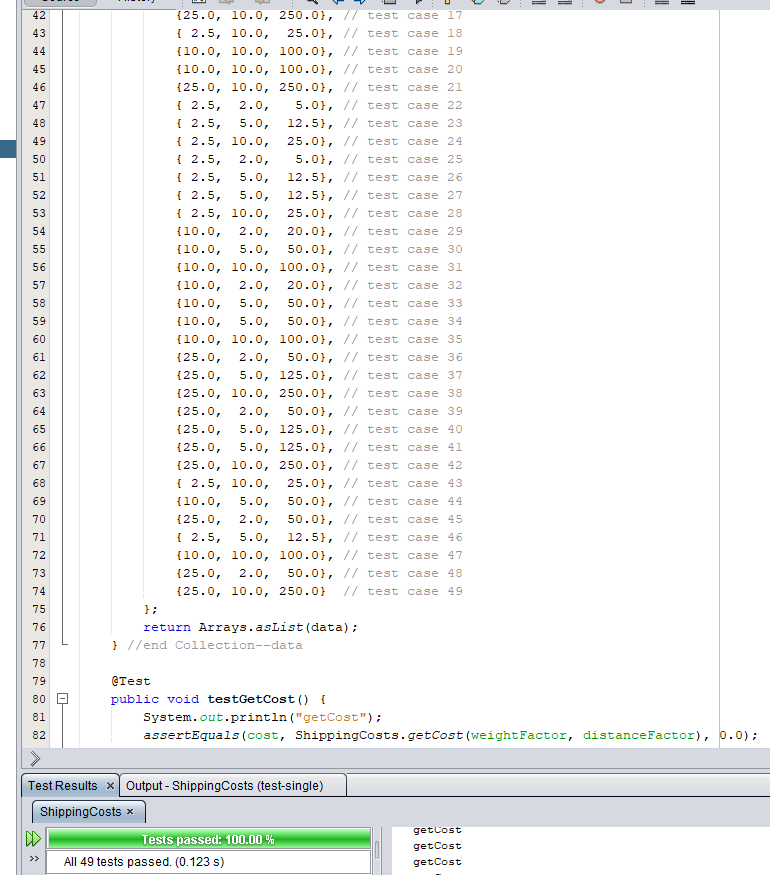 Source History
42 {25.0, 10.0, 250.0}, // test case 17
43 { 2.5, 10.0, 25.0}, // test case 18
44 {10.0, 10.0, 100.0}, // test case 19
45 {10.0, 10.0, 100.0}, // test case 20
46 {25.0, 10.0, 250.0}, // test case 21
47 { 2.5, 2.0, 5.0}, // test case 22
48 { 2.5, 5.0, 12.5}, // test case 23
49 { 2.5, 10.0, 25.0}, // test case 24
50 { 2.5, 2.0, 5.0}, // test case 25
51 { 2.5, 5.0, 12.5}, // test case 26
52 { 2.5, 5.0, 12.5}, // test case 27
53 { 2.5, 10.0, 25.0}, // test case 28
54 {10.0, 2.0, 20.0}, // test case 29
55 {10.0, 5.0, 50.0}, // test case 30
56 {10.0, 10.0, 100.0}, // test case 31
57 {10.0, 2.0, 20.0}, // test case 32
58 {10.0, 5.0, 50.0}, // test case 33
59 {10.0, 5.0, 50.0}, // test case 34
60 {10.0, 10.0, 100.0}, // test case 35
61 {25.0, 2.0, 50.0}, // test case 36
62 {25.0, 5.0, 125.0}, // test case 37
63 {25.0, 10.0, 250.0}, // test case 38
64 {25.0, 2.0, 50.0}, // test case 39
65 {25.0, 5.0, 125.0}, // test case 40
66 {25.0, 5.0, 125.0}, // test case 41
67 {25.0, 10.0, 250.0}, // test case 42
68 { 2.5, 10.0, 25.0}, // test case 43
69 {10.0, 5.0, 50.0}, // test case 44
70 {25.0, 2.0, 50.0}, // test case 45
71 { 2.5, 5.0, 12.5}, // test case 46
72 {10.0, 10.0, 100.0}, // test case 47
73 {25.0, 2.0, 50.0}, // test case 48
74 {25.0, 10.0, 250.0} // test case 49
75 };
76 return Arrays.asList(data);
77 } //end Collection--data
78
79 @Test
80 public void testGetCost() {
81 System.out.println("getCost");
82 assertEquals(cost, ShippingCosts.getCost(weightFactor, distanceFactor), 0.0);
Test Results × Output - ShippingCosts (test-single)
ShippingCosts ×
Tests passed: 100.00 %
All 49 tests passed. (0.123 s)
getCost
getCost
getCost